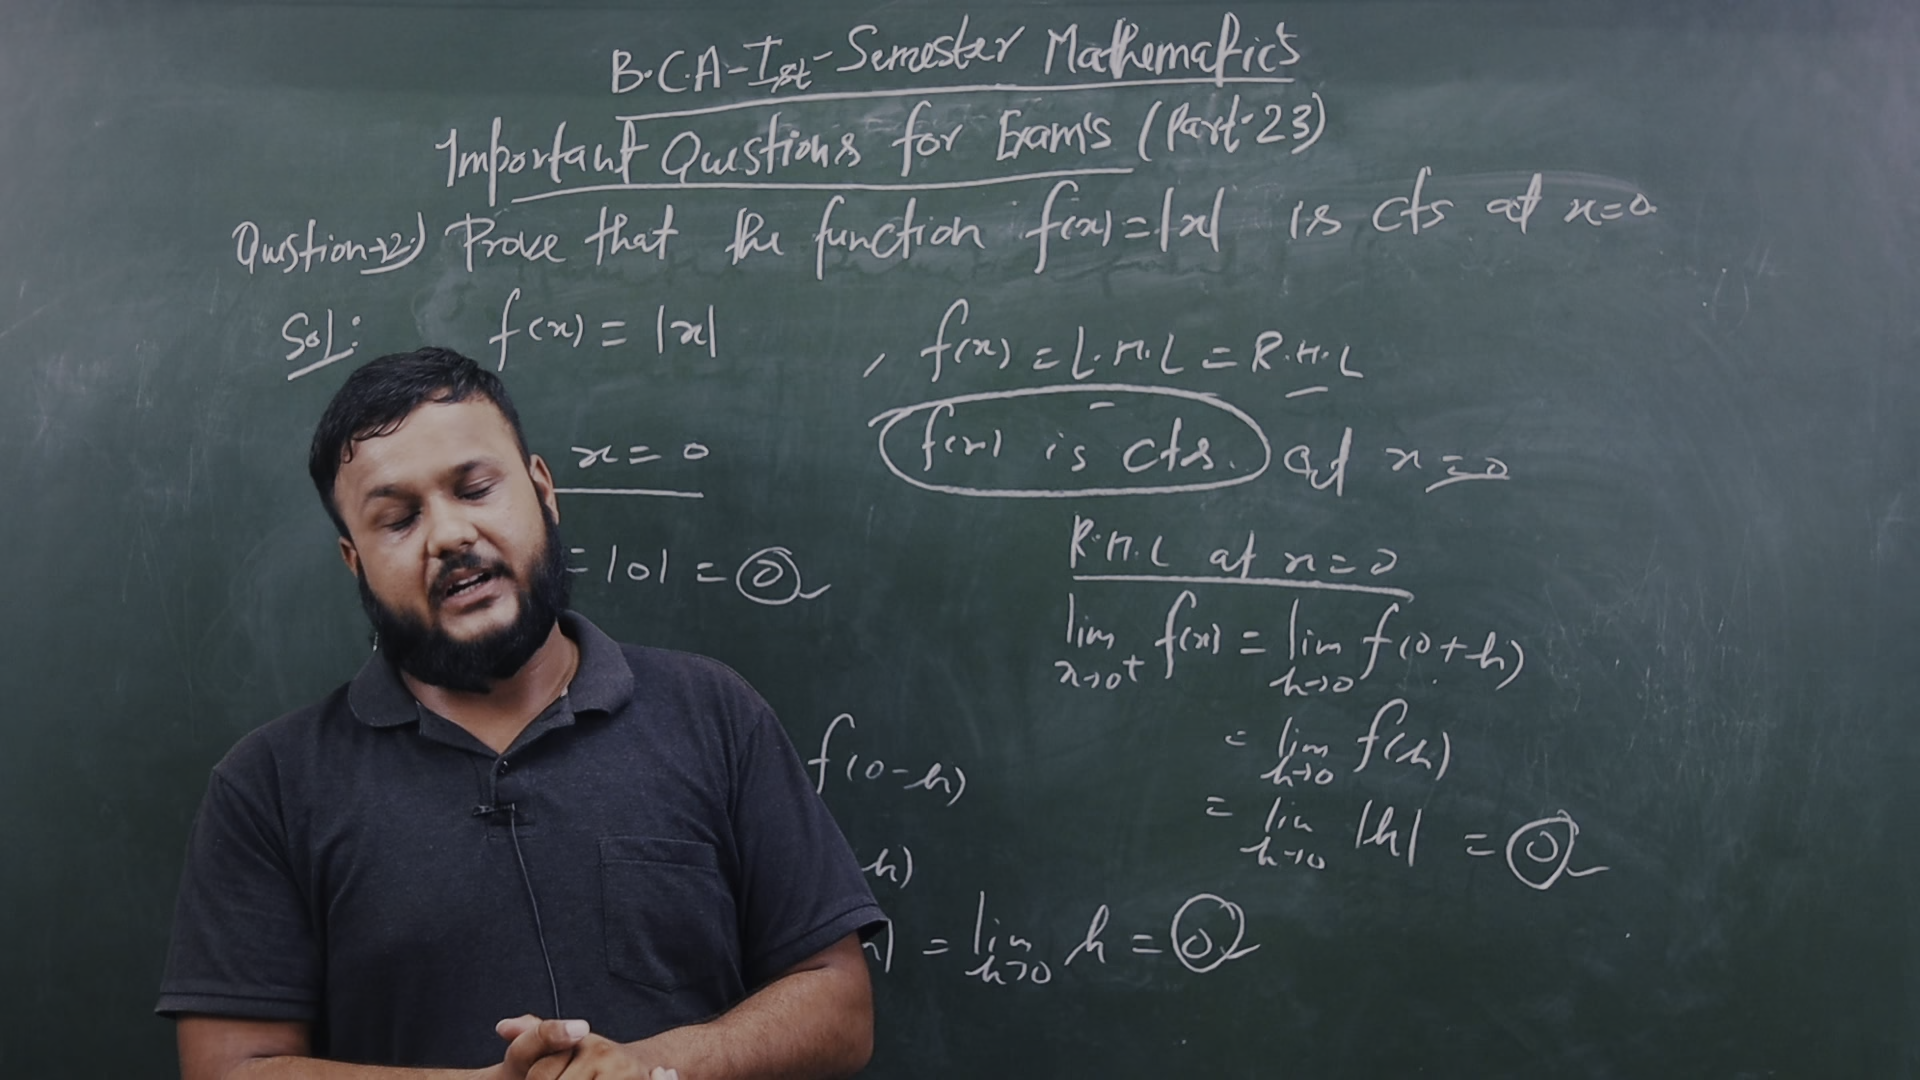 B.C.A-Ist-Semester Mathematics
Important Questions for Exam's (Part-23)
Question→2.) Prove that the function f(x)=|x| is cts at x=0.
Sol: f(x) = |x|
x = 0
= |0| = 0
f(0-h)
h)
= lim h→0 h = 0
, f(x) = L.H.L = R.H.L
f(x) is cts. at x=0
R.H.L at x=0
lim x→0+ f(x) = lim h→0 f(0+h)
= lim h→0 f(h)
= lim h→0 |h| = 0